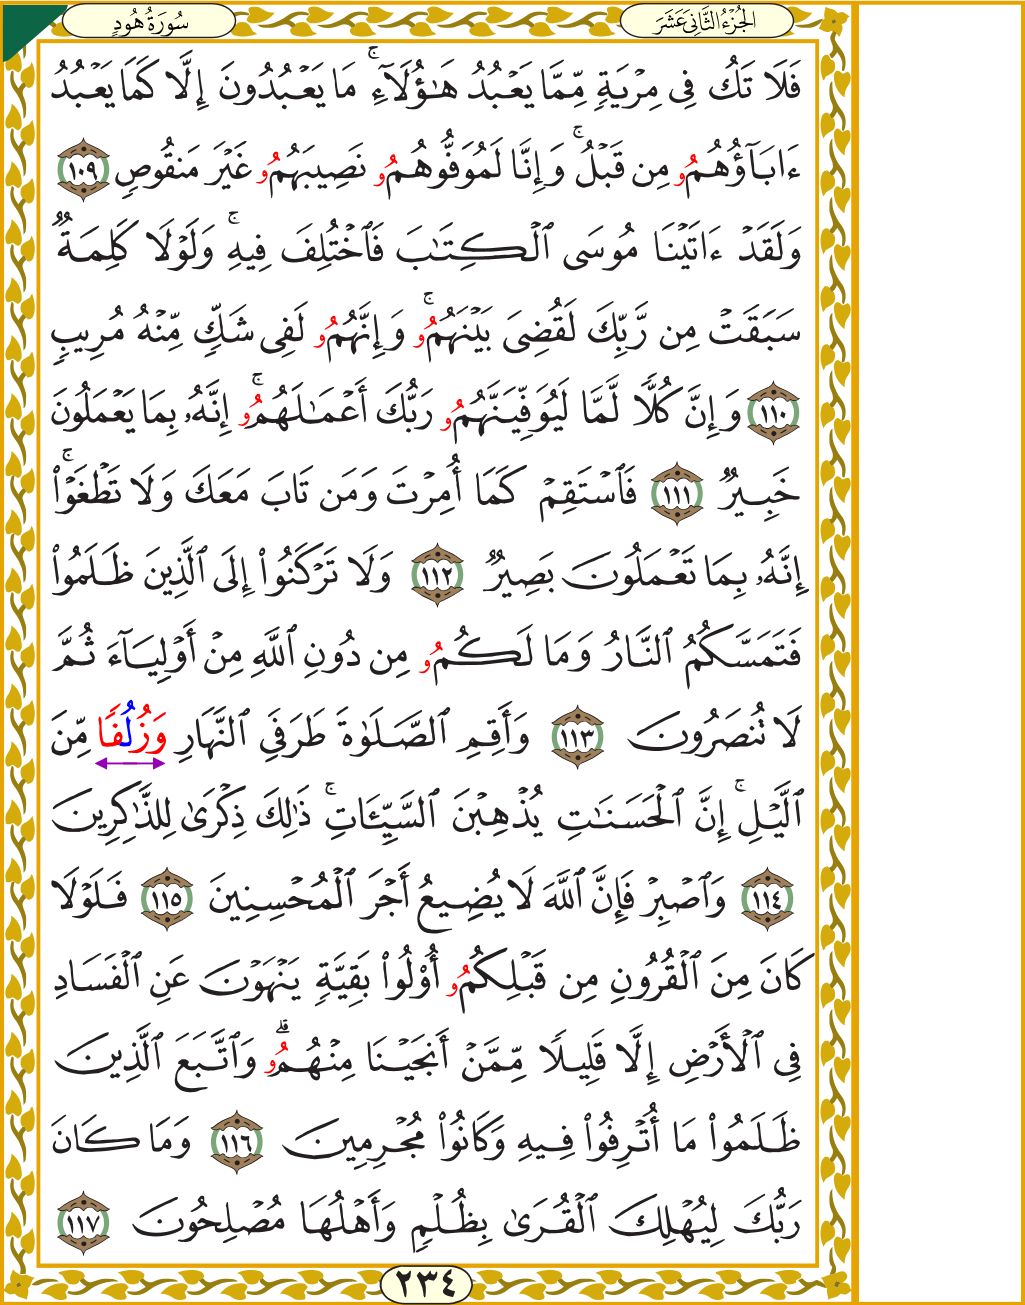 سُورَةُ هُودٍ
الجُزْءُ الثَّانِيَ عَشَرَ
فَلَا تَكُ فِي مِرْيَةٍ مِّمَّا يَعْبُدُ هَٰٓؤُلَآءِ ۚ مَا يَعْبُدُونَ إِلَّا كَمَا يَعْبُدُ
ءَابَآؤُهُمُۥ مِن قَبْلُ ۚ وَإِنَّا لَمُوَفُّوهُمُۥ نَصِيبَهُمُۥ غَيْرَ مَنقُوصٍ ١٠٩
وَلَقَدْ ءَاتَيْنَا مُوسَى ٱلْكِتَٰبَ فَٱخْتُلِفَ فِيهِ ۚ وَلَوْلَا كَلِمَةٌ
سَبَقَتْ مِن رَّبِّكَ لَقُضِيَ بَيْنَهُمُۥ ۚ وَإِنَّهُمُۥ لَفِي شَكٍّ مِّنْهُ مُرِيبٍ
١١٠ وَإِنَّ كُلًّا لَّمَّا لَيُوَفِّيَنَّهُمُۥ رَبُّكَ أَعْمَٰلَهُمُۥ ۚ إِنَّهُۥ بِمَا يَعْمَلُونَ
خَبِيرٌ ١١١ فَٱسْتَقِمْ كَمَا أُمِرْتَ وَمَن تَابَ مَعَكَ وَلَا تَطْغَوْا۟ ۚ
إِنَّهُۥ بِمَا تَعْمَلُونَ بَصِيرٌ ١١٢ وَلَا تَرْكَنُوا۟ إِلَى ٱلَّذِينَ ظَلَمُوا۟
فَتَمَسَّكُمُ ٱلنَّارُ وَمَا لَكُمُۥ مِن دُونِ ٱللَّهِ مِنْ أَوْلِيَآءَ ثُمَّ
لَا تُنصَرُونَ ١١٣ وَأَقِمِ ٱلصَّلَوٰةَ طَرَفَيِ ٱلنَّهَارِ وَزُلُفًا مِّنَ
ٱلَّيْلِ ۚ إِنَّ ٱلْحَسَنَٰتِ يُذْهِبْنَ ٱلسَّيِّـَٔاتِ ۚ ذَٰلِكَ ذِكْرَىٰ لِلذَّٰكِرِينَ
١١٤ وَٱصْبِرْ فَإِنَّ ٱللَّهَ لَا يُضِيعُ أَجْرَ ٱلْمُحْسِنِينَ ١١٥ فَلَوْلَا
كَانَ مِنَ ٱلْقُرُونِ مِن قَبْلِكُمُۥ أُو۟لُوا۟ بَقِيَّةٍ يَنْهَوْنَ عَنِ ٱلْفَسَادِ
فِي ٱلْأَرْضِ إِلَّا قَلِيلًا مِّمَّنْ أَنجَيْنَا مِنْهُمُۥ ۗ وَٱتَّبَعَ ٱلَّذِينَ
ظَلَمُوا۟ مَا أُتْرِفُوا۟ فِيهِ وَكَانُوا۟ مُجْرِمِينَ ١١٦ وَمَا كَانَ
رَبُّكَ لِيُهْلِكَ ٱلْقُرَىٰ بِظُلْمٍ وَأَهْلُهَا مُصْلِحُونَ ١١٧
٢٣٤